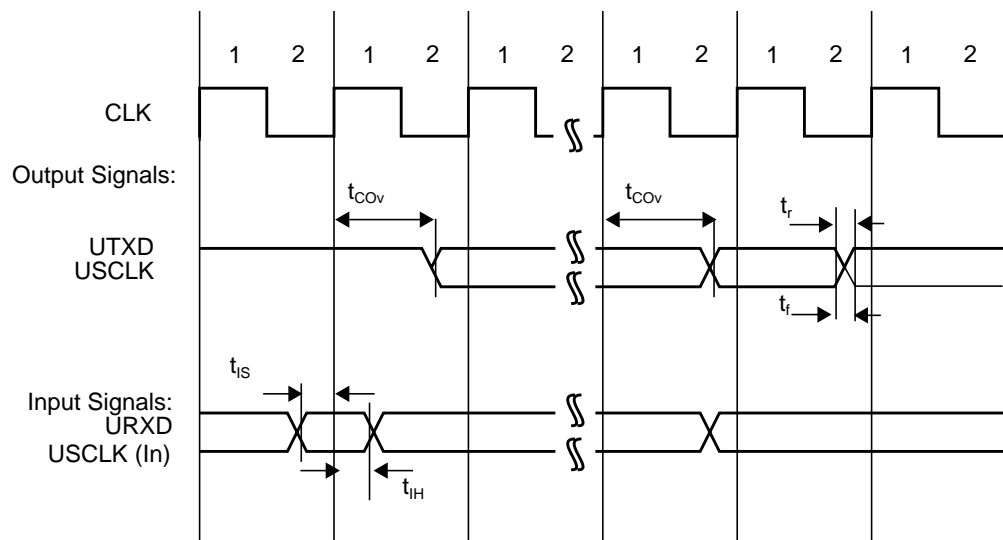 1 2 1 2 1 2 1 2 1 2 1 2
CLK
Output Signals:
tCOv tCOv tr
UTXD
USCLK
tf
tIS
Input Signals:
URXD
USCLK (In)
tIH